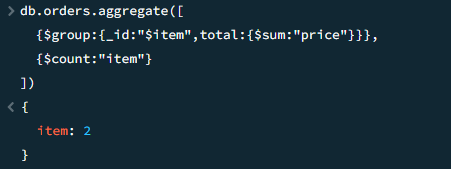 > db.orders.aggregate([
{$group:{_id:"$item",total:{$sum:"price"}}},
{$count:"item"}
])
< {
item: 2
}